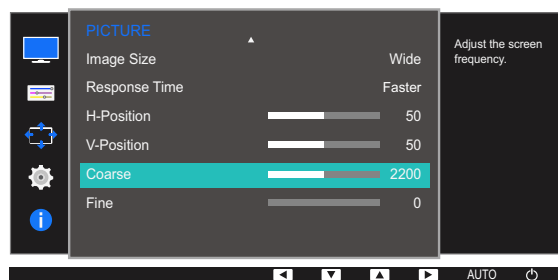 PICTURE
Image Size Wide
Response Time Faster
H-Position 50
V-Position 50
Coarse 2200
Fine 0
Adjust the screen
frequency.
AUTO